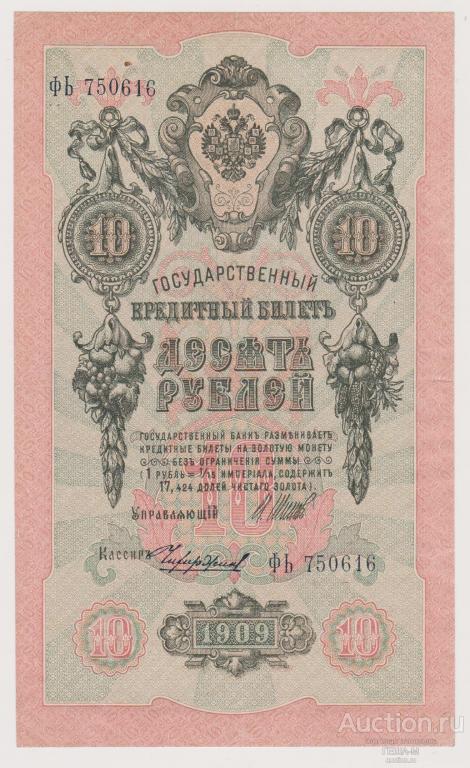 ФЬ 750616
10 10
ГОСУДАРСТВЕННЫЙ
КРЕДИТНЫЙ БИЛЕТЪ
ДЕСЯТЬ
РУБЛЕЙ
ГОСУДАРСТВЕННЫЙ БАНКЪ РАЗМѢНИВАЕТЪ
КРЕДИТНЫЕ БИЛЕТЫ НА ЗОЛОТУЮ МОНЕТУ
БЕЗЪ ОГРАНИЧЕНІЯ СУММЫ
(1 РУБЛЬ = 1/15 ИМПЕРІАЛА, СОДЕРЖИТЪ
17,424 ДОЛЕЙ ЧИСТАГО ЗОЛОТА).
10
Управляющій
Кассиръ
ФЬ 750616
10 1909 10
Auction.ru